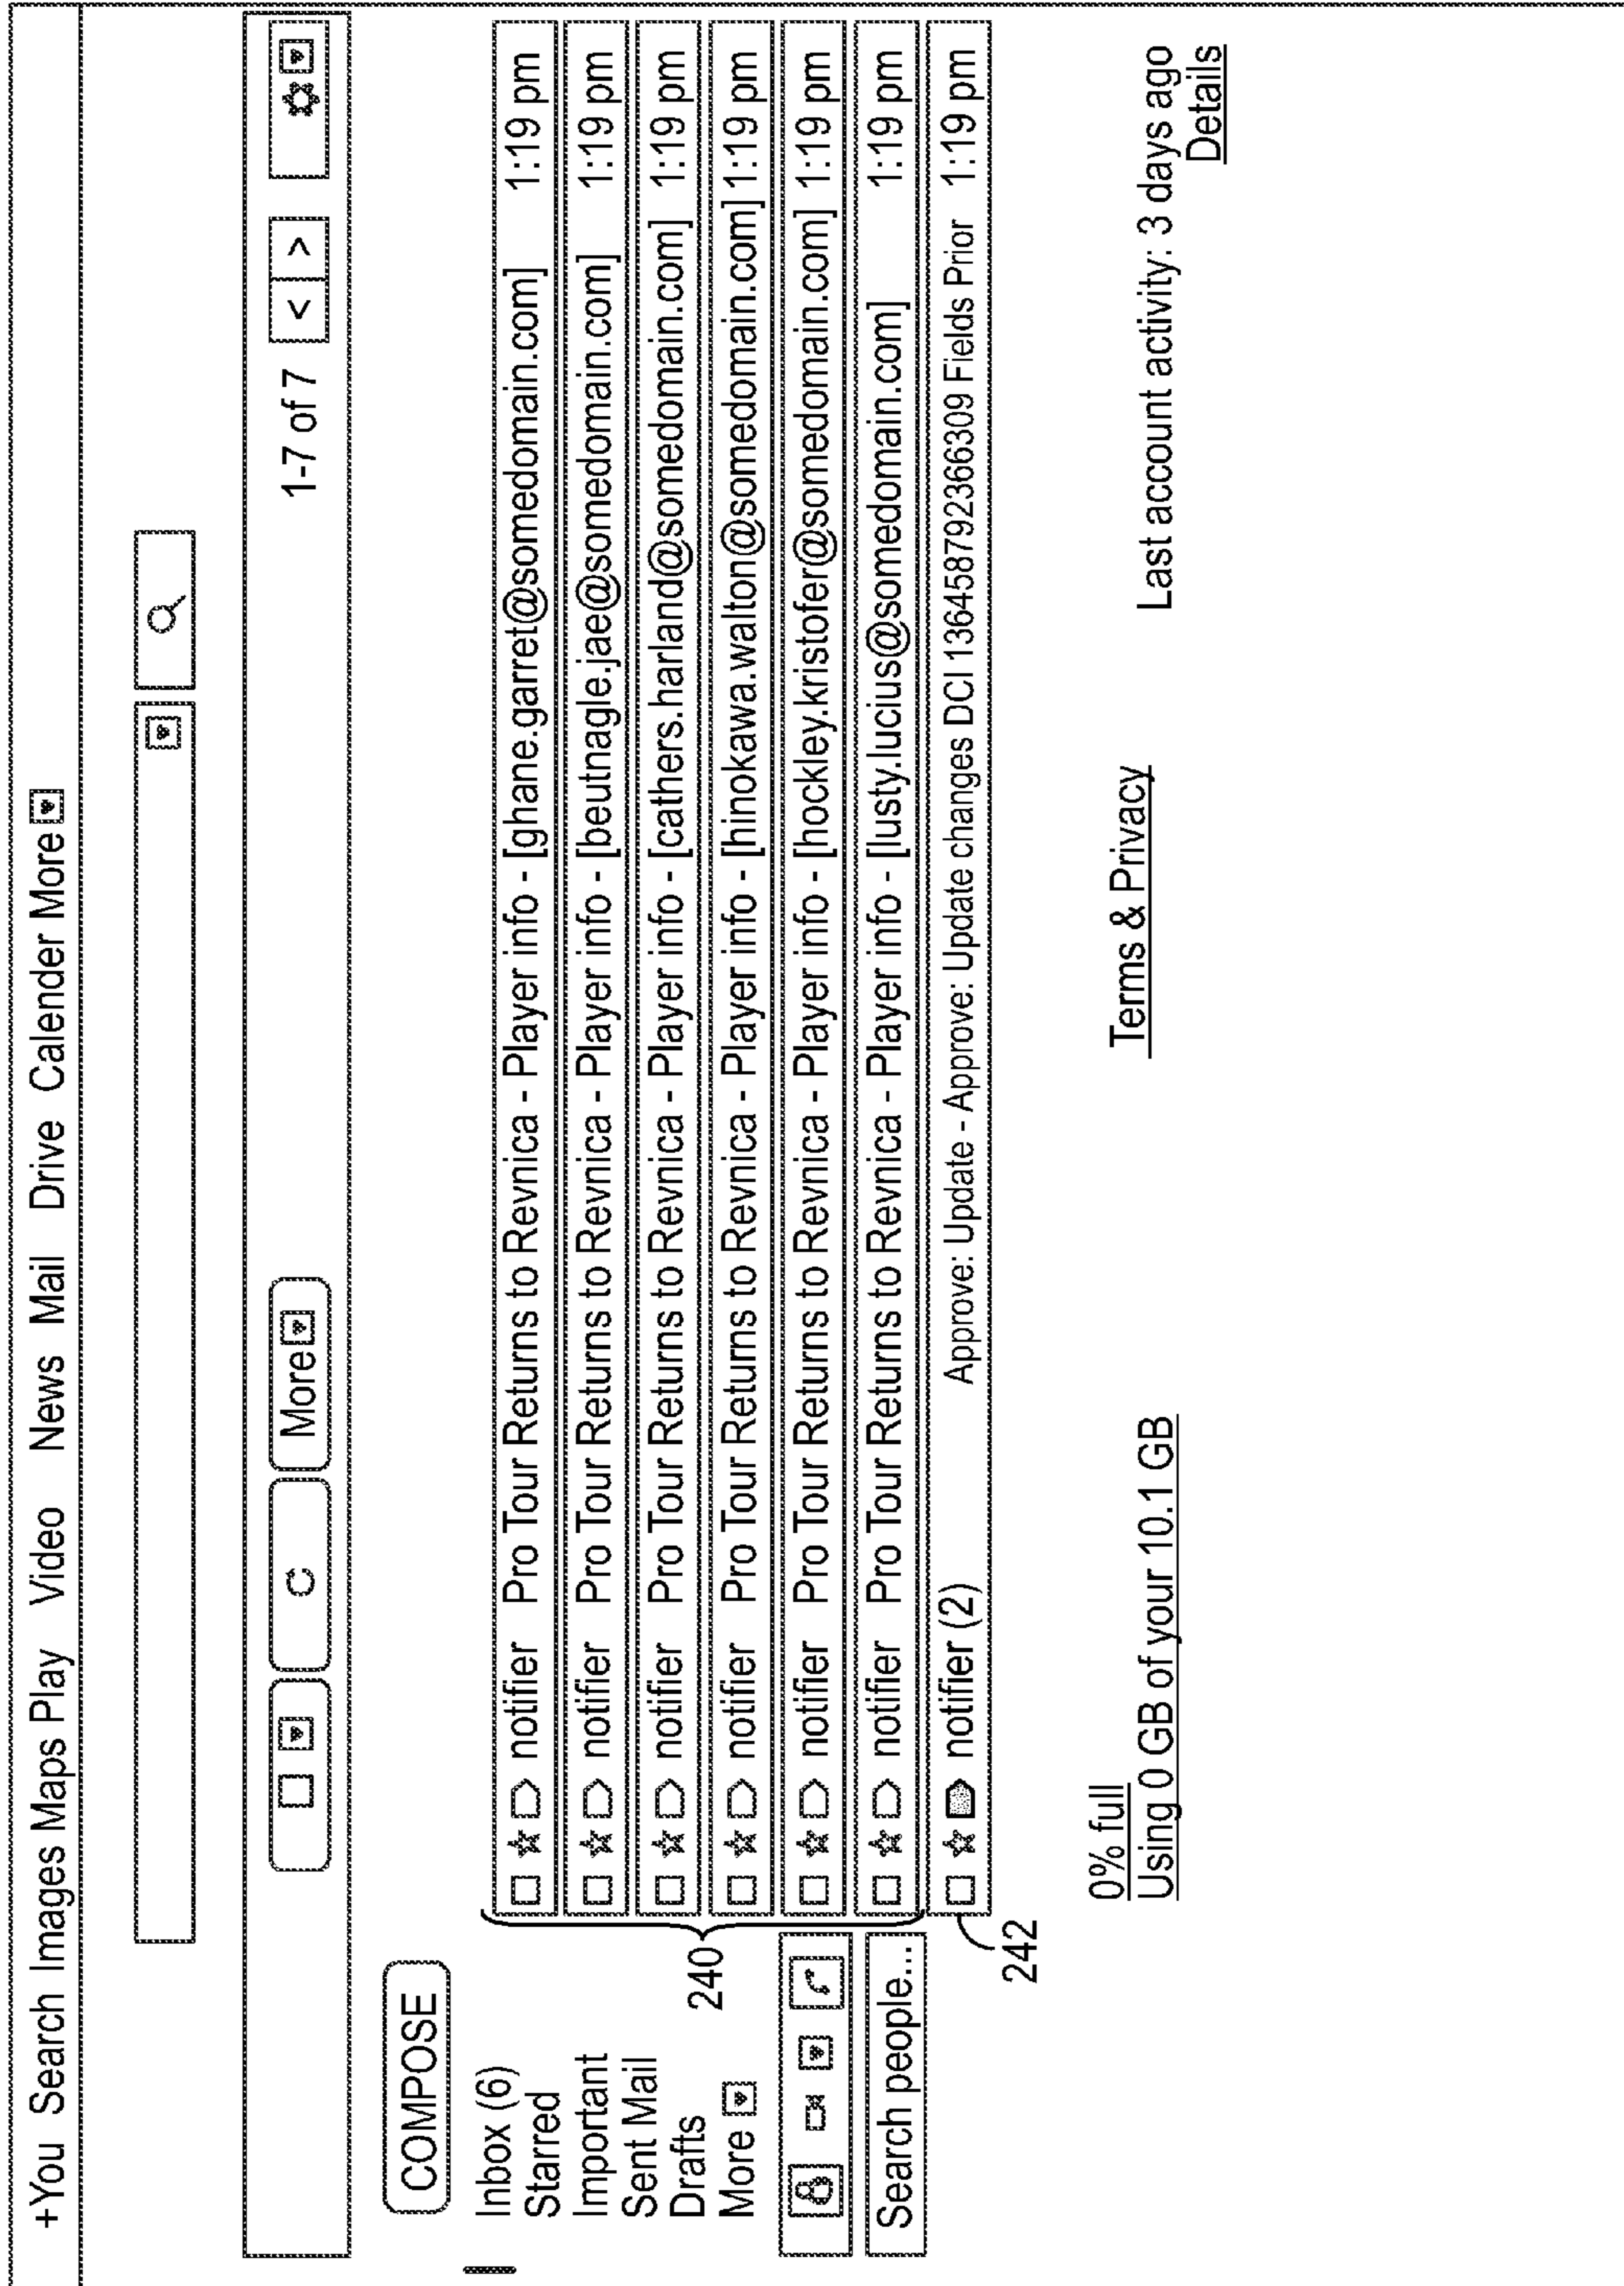 +You Search Images Maps Play Video News Mail Drive Calender More
More 1-7 of 7 < >
COMPOSE
Inbox (6)
Starred
Important
Sent Mail
Drafts
More
Search people...
240
notifier Pro Tour Returns to Revnica - Player info - [ghane.garret@somedomain.com] 1:19 pm
notifier Pro Tour Returns to Revnica - Player info - [beutnagle.jae@somedomain.com] 1:19 pm
notifier Pro Tour Returns to Revnica - Player info - [cathers.harland@somedomain.com] 1:19 pm
notifier Pro Tour Returns to Revnica - Player info - [hinokawa.walton@somedomain.com] 1:19 pm
notifier Pro Tour Returns to Revnica - Player info - [hockley.kristofer@somedomain.com] 1:19 pm
notifier Pro Tour Returns to Revnica - Player info - [lusty.lucius@somedomain.com] 1:19 pm
notifier (2) Approve: Update - Approve: Update changes DCI 1364587923663​09 Fields Prior 1:19 pm
242
0% full
Using 0 GB of your 10.1 GB
Terms & Privacy
Last account activity: 3 days ago
Details